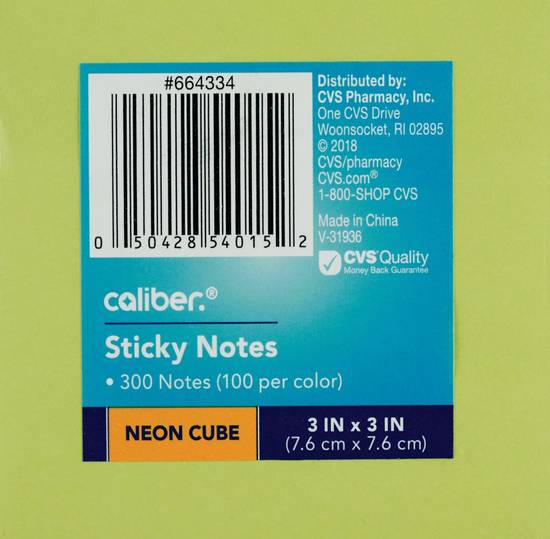 #664334
0 50428 54015 2
Distributed by:
CVS Pharmacy, Inc.
One CVS Drive
Woonsocket, RI 02895
© 2018
CVS/pharmacy
CVS.com®
1-800-SHOP CVS
Made in China
V-31936
CVS Quality
Money Back Guarantee
caliber.®
Sticky Notes
• 300 Notes (100 per color)
NEON CUBE
3 IN x 3 IN
(7.6 cm x 7.6 cm)